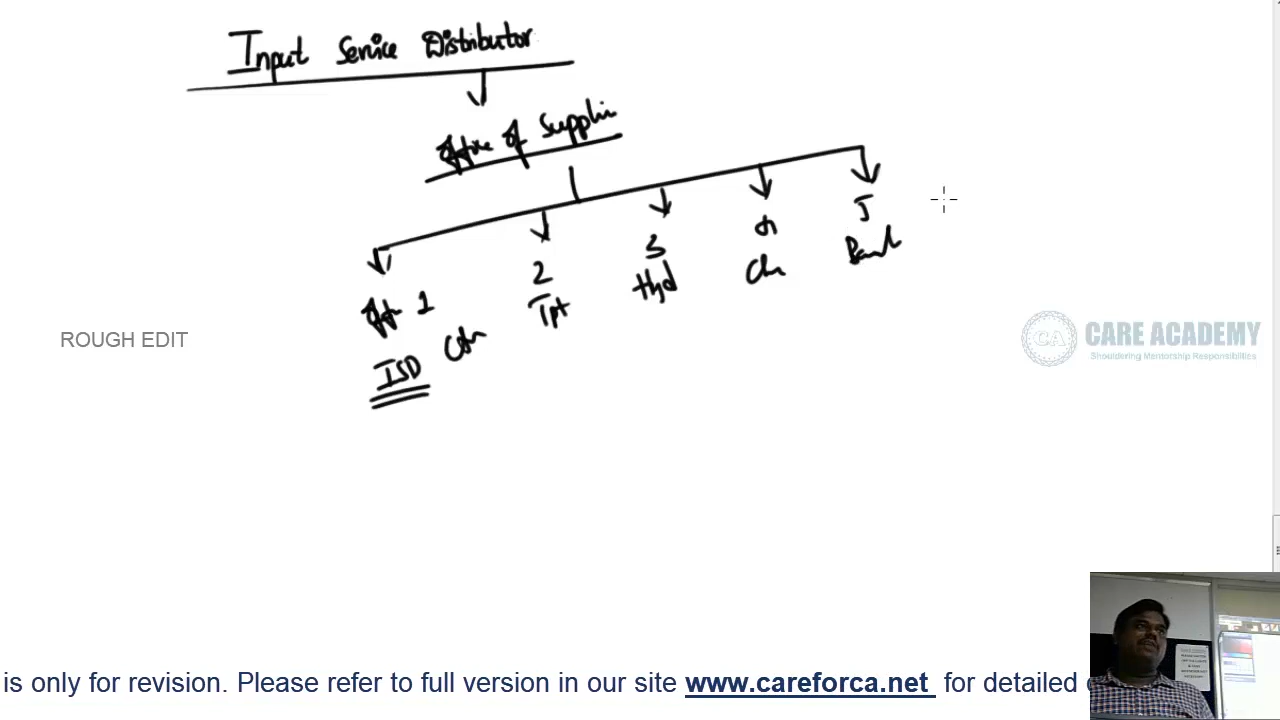 Input Service Distributor
office of Supplier
off 1
2
3
4
5
Tpt
Hyd
ISD
ROUGH EDIT
CA
CARE ACADEMY
Shouldering Mentorship Responsibilities
is only for revision. Please refer to full version in our site www.careforca.net for detailed